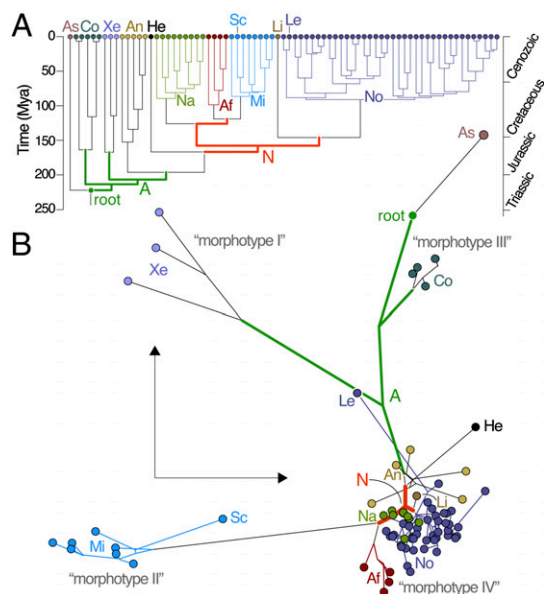 A
As Co Xe An He Sc Li Le
Time (Mya)
0
50
100
150
200
250
Na Af Mi No
N
A
root
Cenozoic
Cretaceous
Jurassic
Triassic
As
B
"morphotype I"
root
"morphotype III"
Xe
Co
A
Le
He
An
N
Li
Na
Sc
Mi
No
"morphotype II"
Af
"morphotype IV"